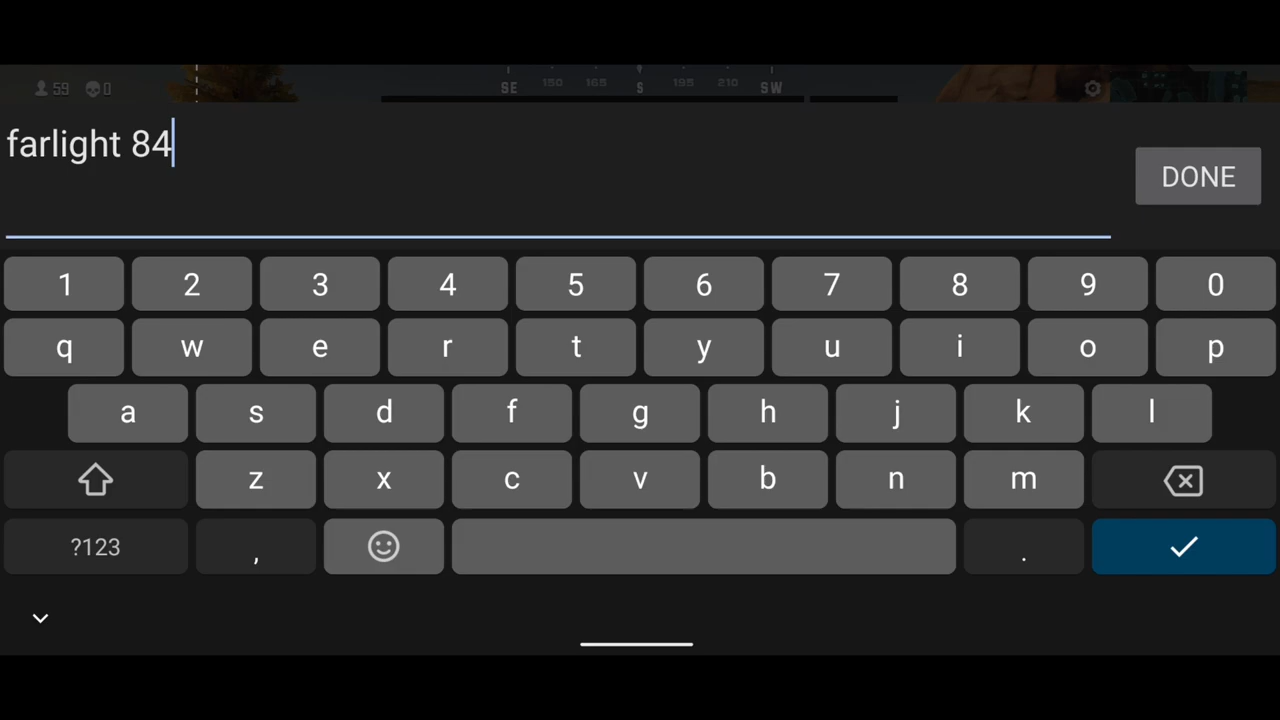 59 0 SE 150 165 S 195 210 SW
farlight 84
DONE
1 2 3 4 5 6 7 8 9 0
q w e r t y u i o p
a s d f g h j k l
z x c v b n m
?123 , .